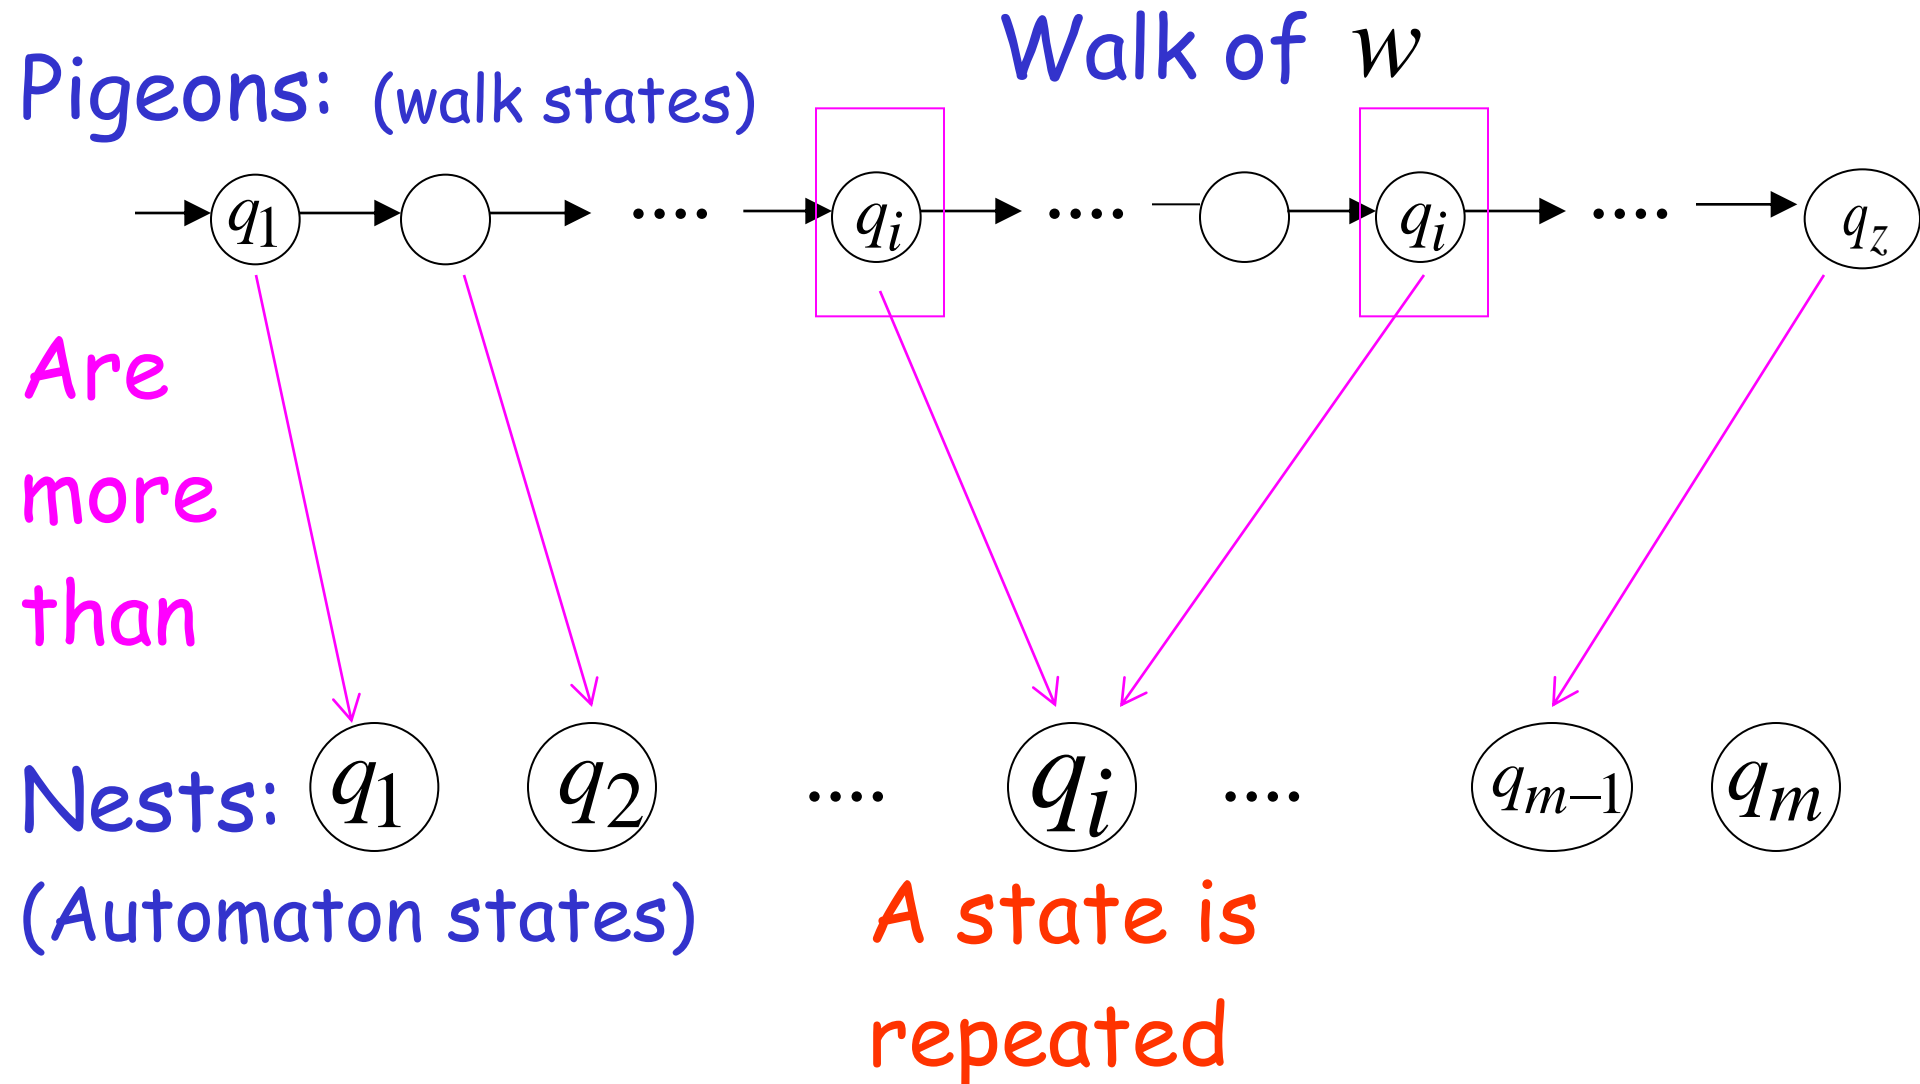 Walk of w
Pigeons: (walk states)
q1 .... qi .... qi .... qz
Are
more
than
Nests: q1 q2 .... qi .... qm−1 qm
(Automaton states)
A state is
repeated